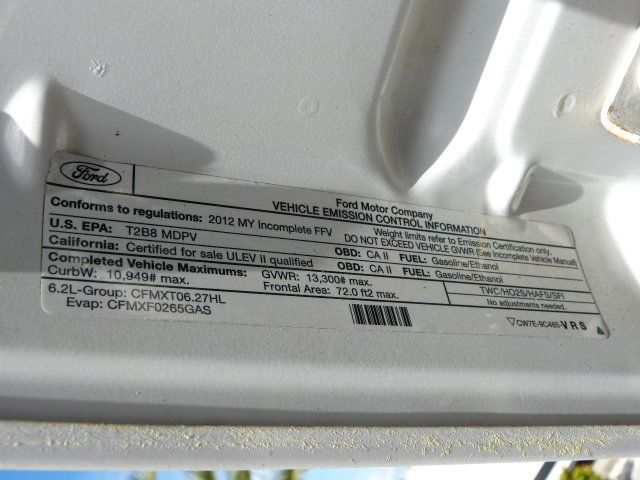 Ford
Ford Motor Company
VEHICLE EMISSION CONTROL INFORMATION
Conforms to regulations: 2012 MY Incomplete FFV
Weight limits refer to Emission Certification only.
DO NOT EXCEED VEHICLE GVWR (See Incomplete Vehicle Manual)
U.S. EPA: T2B8 MDPV OBD: CA II FUEL: Gasoline/Ethanol
California: Certified for sale ULEV II qualified OBD: CA II FUEL: Gasoline/Ethanol
Completed Vehicle Maximums:
CurbW: 10,949# max. GVWR: 13,300# max.
Frontal Area: 72.0 ft2 max.
TWC/HO2S/HAFS/SFI
No adjustments needed.
6.2L-Group: CFMXT06.27HL
Evap: CFMXF0265GAS
CW7E-9C485-VRS